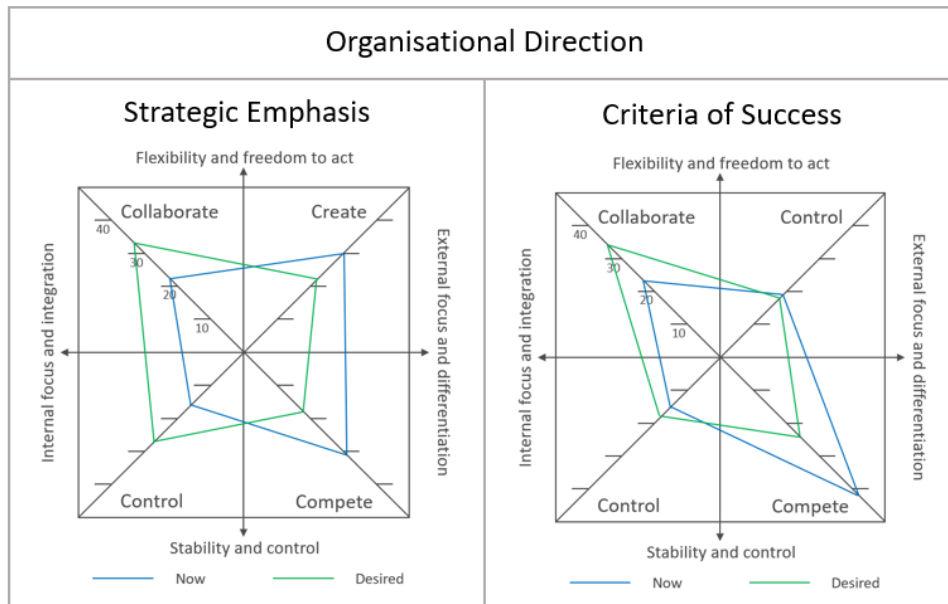 Organisational Direction
Strategic Emphasis
Flexibility and freedom to act
Collaborate
Create
40
30
20
10
Internal focus and integration
External focus and differentiation
Control
Compete
Stability and control
Now
Desired
Criteria of Success
Flexibility and freedom to act
Collaborate
Control
40
30
20
10
Internal focus and integration
External focus and differentiation
Control
Compete
Stability and control
Now
Desired